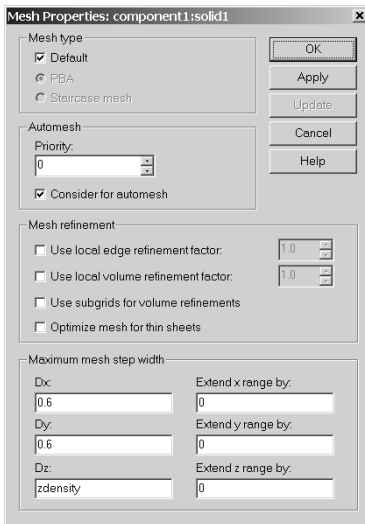 Mesh Properties: component1:solid1
Mesh type
Default
PBA
Staircase mesh
OK
Apply
Update
Cancel
Help
Automesh
Priority:
0
Consider for automesh
Mesh refinement
Use local edge refinement factor: 1.0
Use local volume refinement factor: 1.0
Use subgrids for volume refinements
Optimize mesh for thin sheets
Maximum mesh step width
Dx: Extend x range by:
0.6 0
Dy: Extend y range by:
0.6 0
Dz: Extend z range by:
zdensity 0